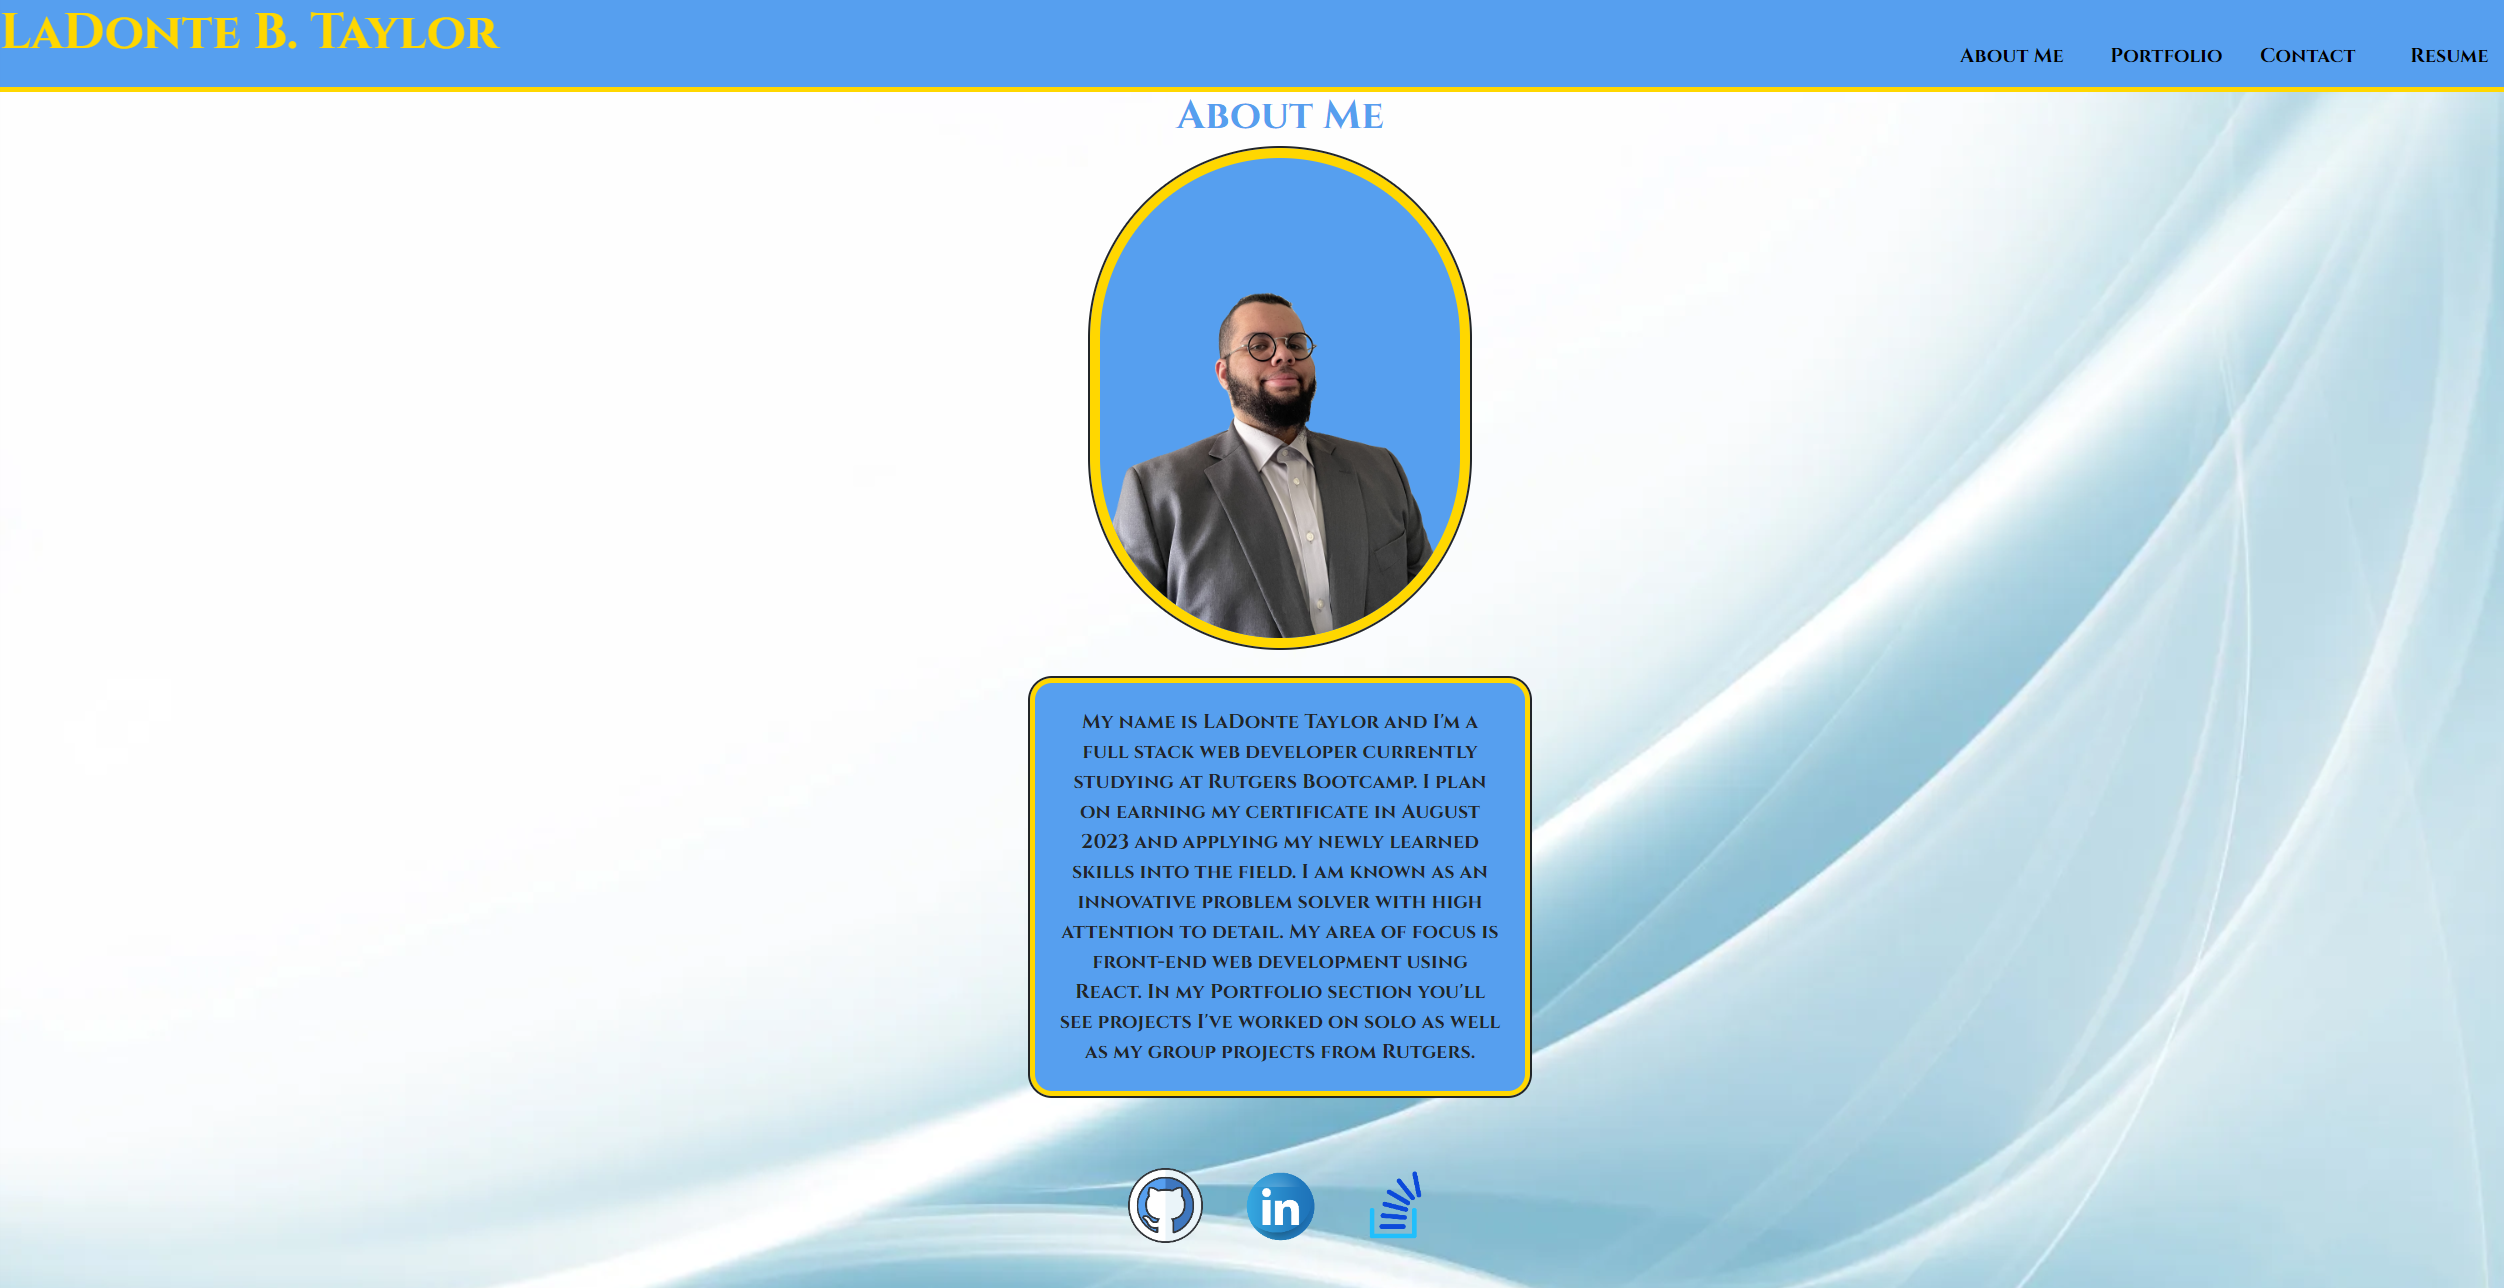 LaDonte B. Taylor
About Me
Portfolio
Contact
Resume
About Me
My name is LaDonte Taylor and I'm a
full stack web developer currently
studying at Rutgers Bootcamp. I plan
on earning my certificate in August
2023 and applying my newly learned
skills into the field. I am known as an
innovative problem solver with high
attention to detail. My area of focus is
front-end web development using
React. In my Portfolio section you'll
see projects I've worked on solo as well
as my group projects from Rutgers.
in